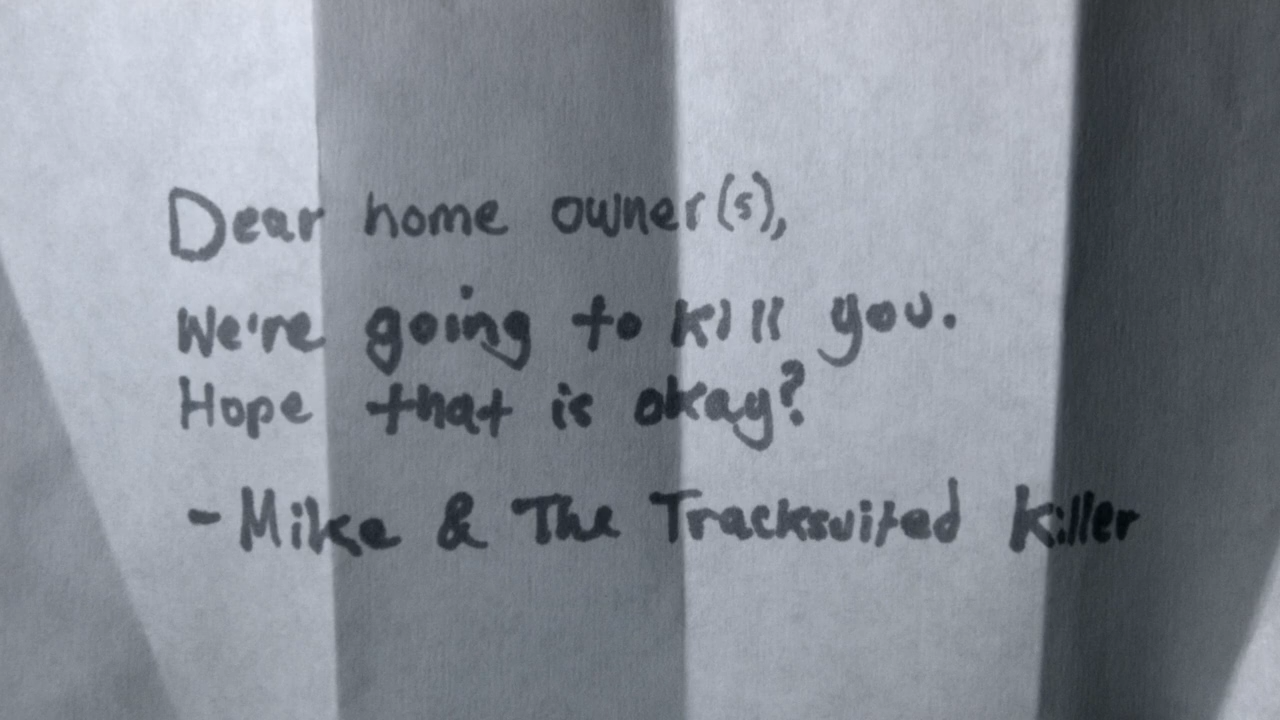 Dear home owner(s),
We're going to kill you.
Hope that is okay?
- Mike & The Tracksuited Killer